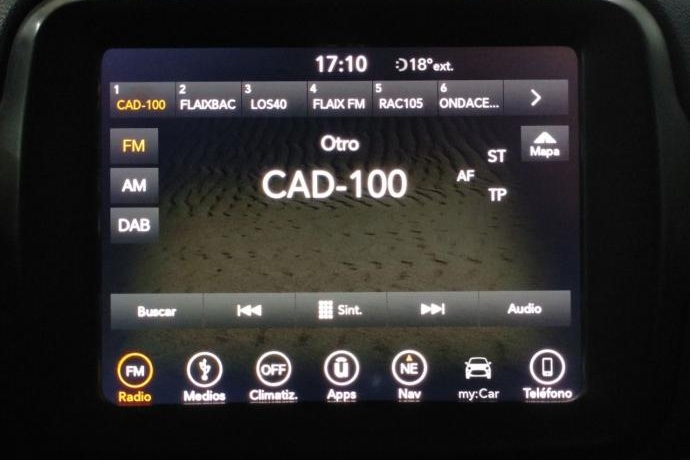 17:10 18° ext.
1 CAD-100 2 FLAIXBAC 3 LOS40 4 FLAIX FM 5 RAC105 6 ONDACE...
FM Otro Mapa
ST
AM CAD-100 AF
TP
DAB
Buscar Sint. Audio
FM OFF ū NE
Radio Medios Climatiz. Apps Nav my:Car Teléfono